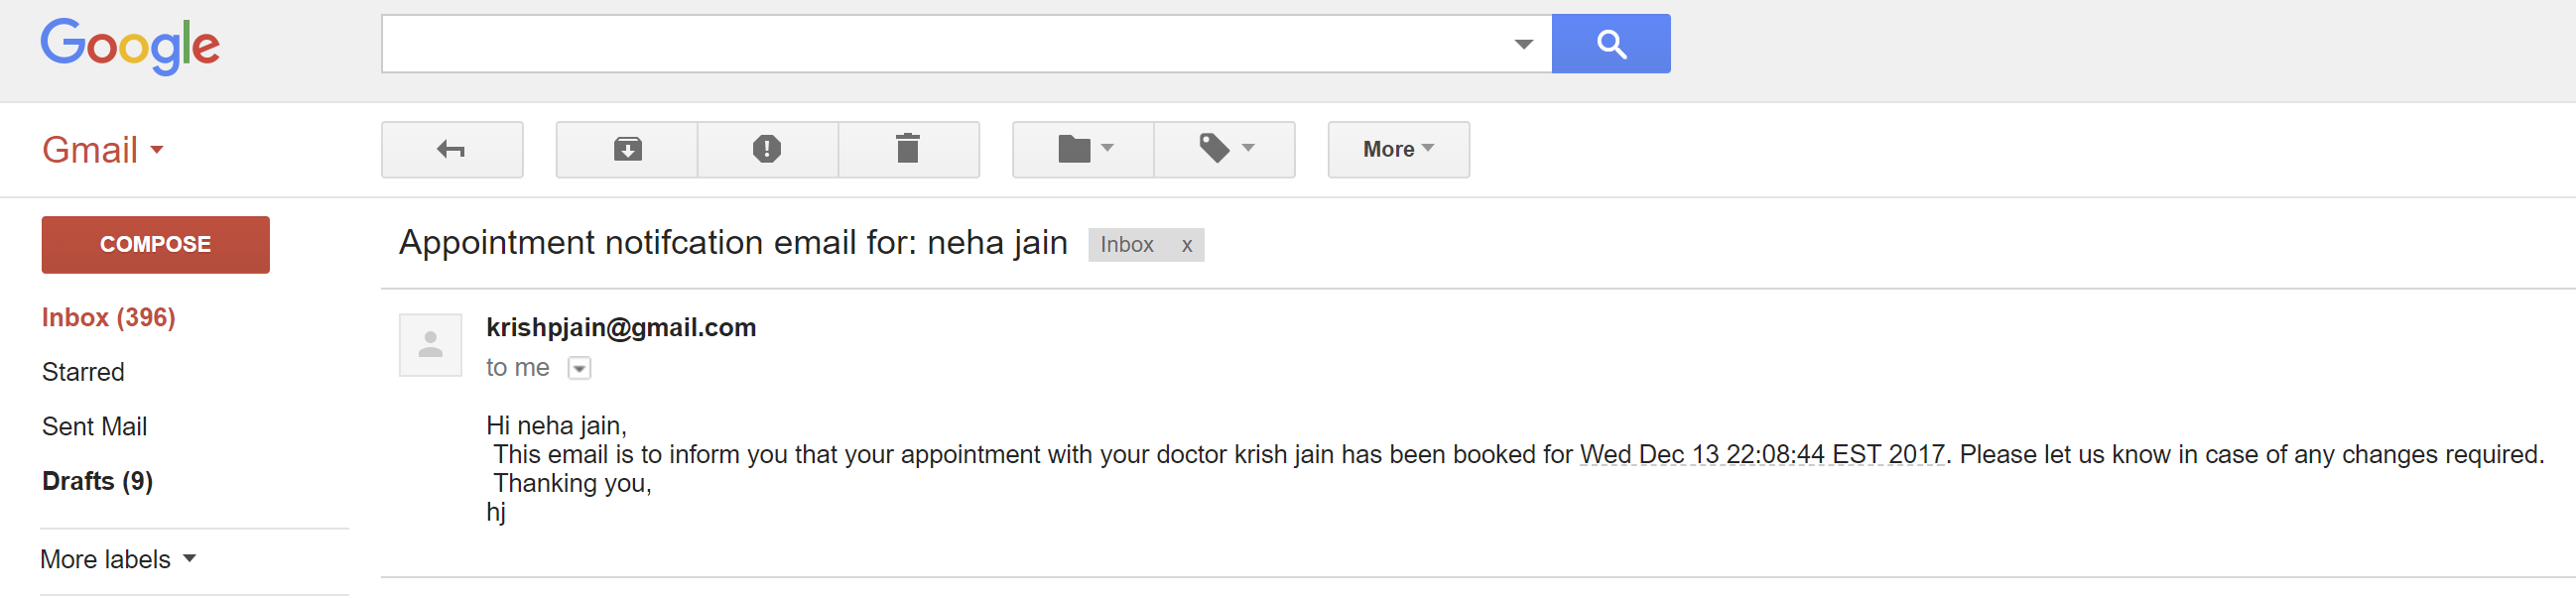 Google
Gmail
More
COMPOSE
Appointment notifcation email for: neha jain Inbox x
Inbox (396)
Starred
Sent Mail
Drafts (9)
More labels
krishpjain@gmail.com
to me
Hi neha jain,
This email is to inform you that your appointment with your doctor krish jain has been booked for Wed Dec 13 22:08:44 EST 2017. Please let us know in case of any changes required.
Thanking you,
hj